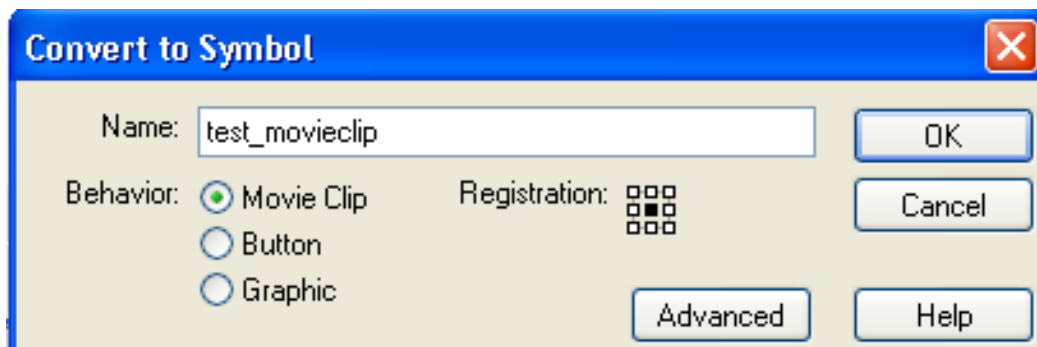 Convert to Symbol
Name: test_movieclip OK
Behavior: Movie Clip Registration: Cancel
Button
Graphic
Advanced Help